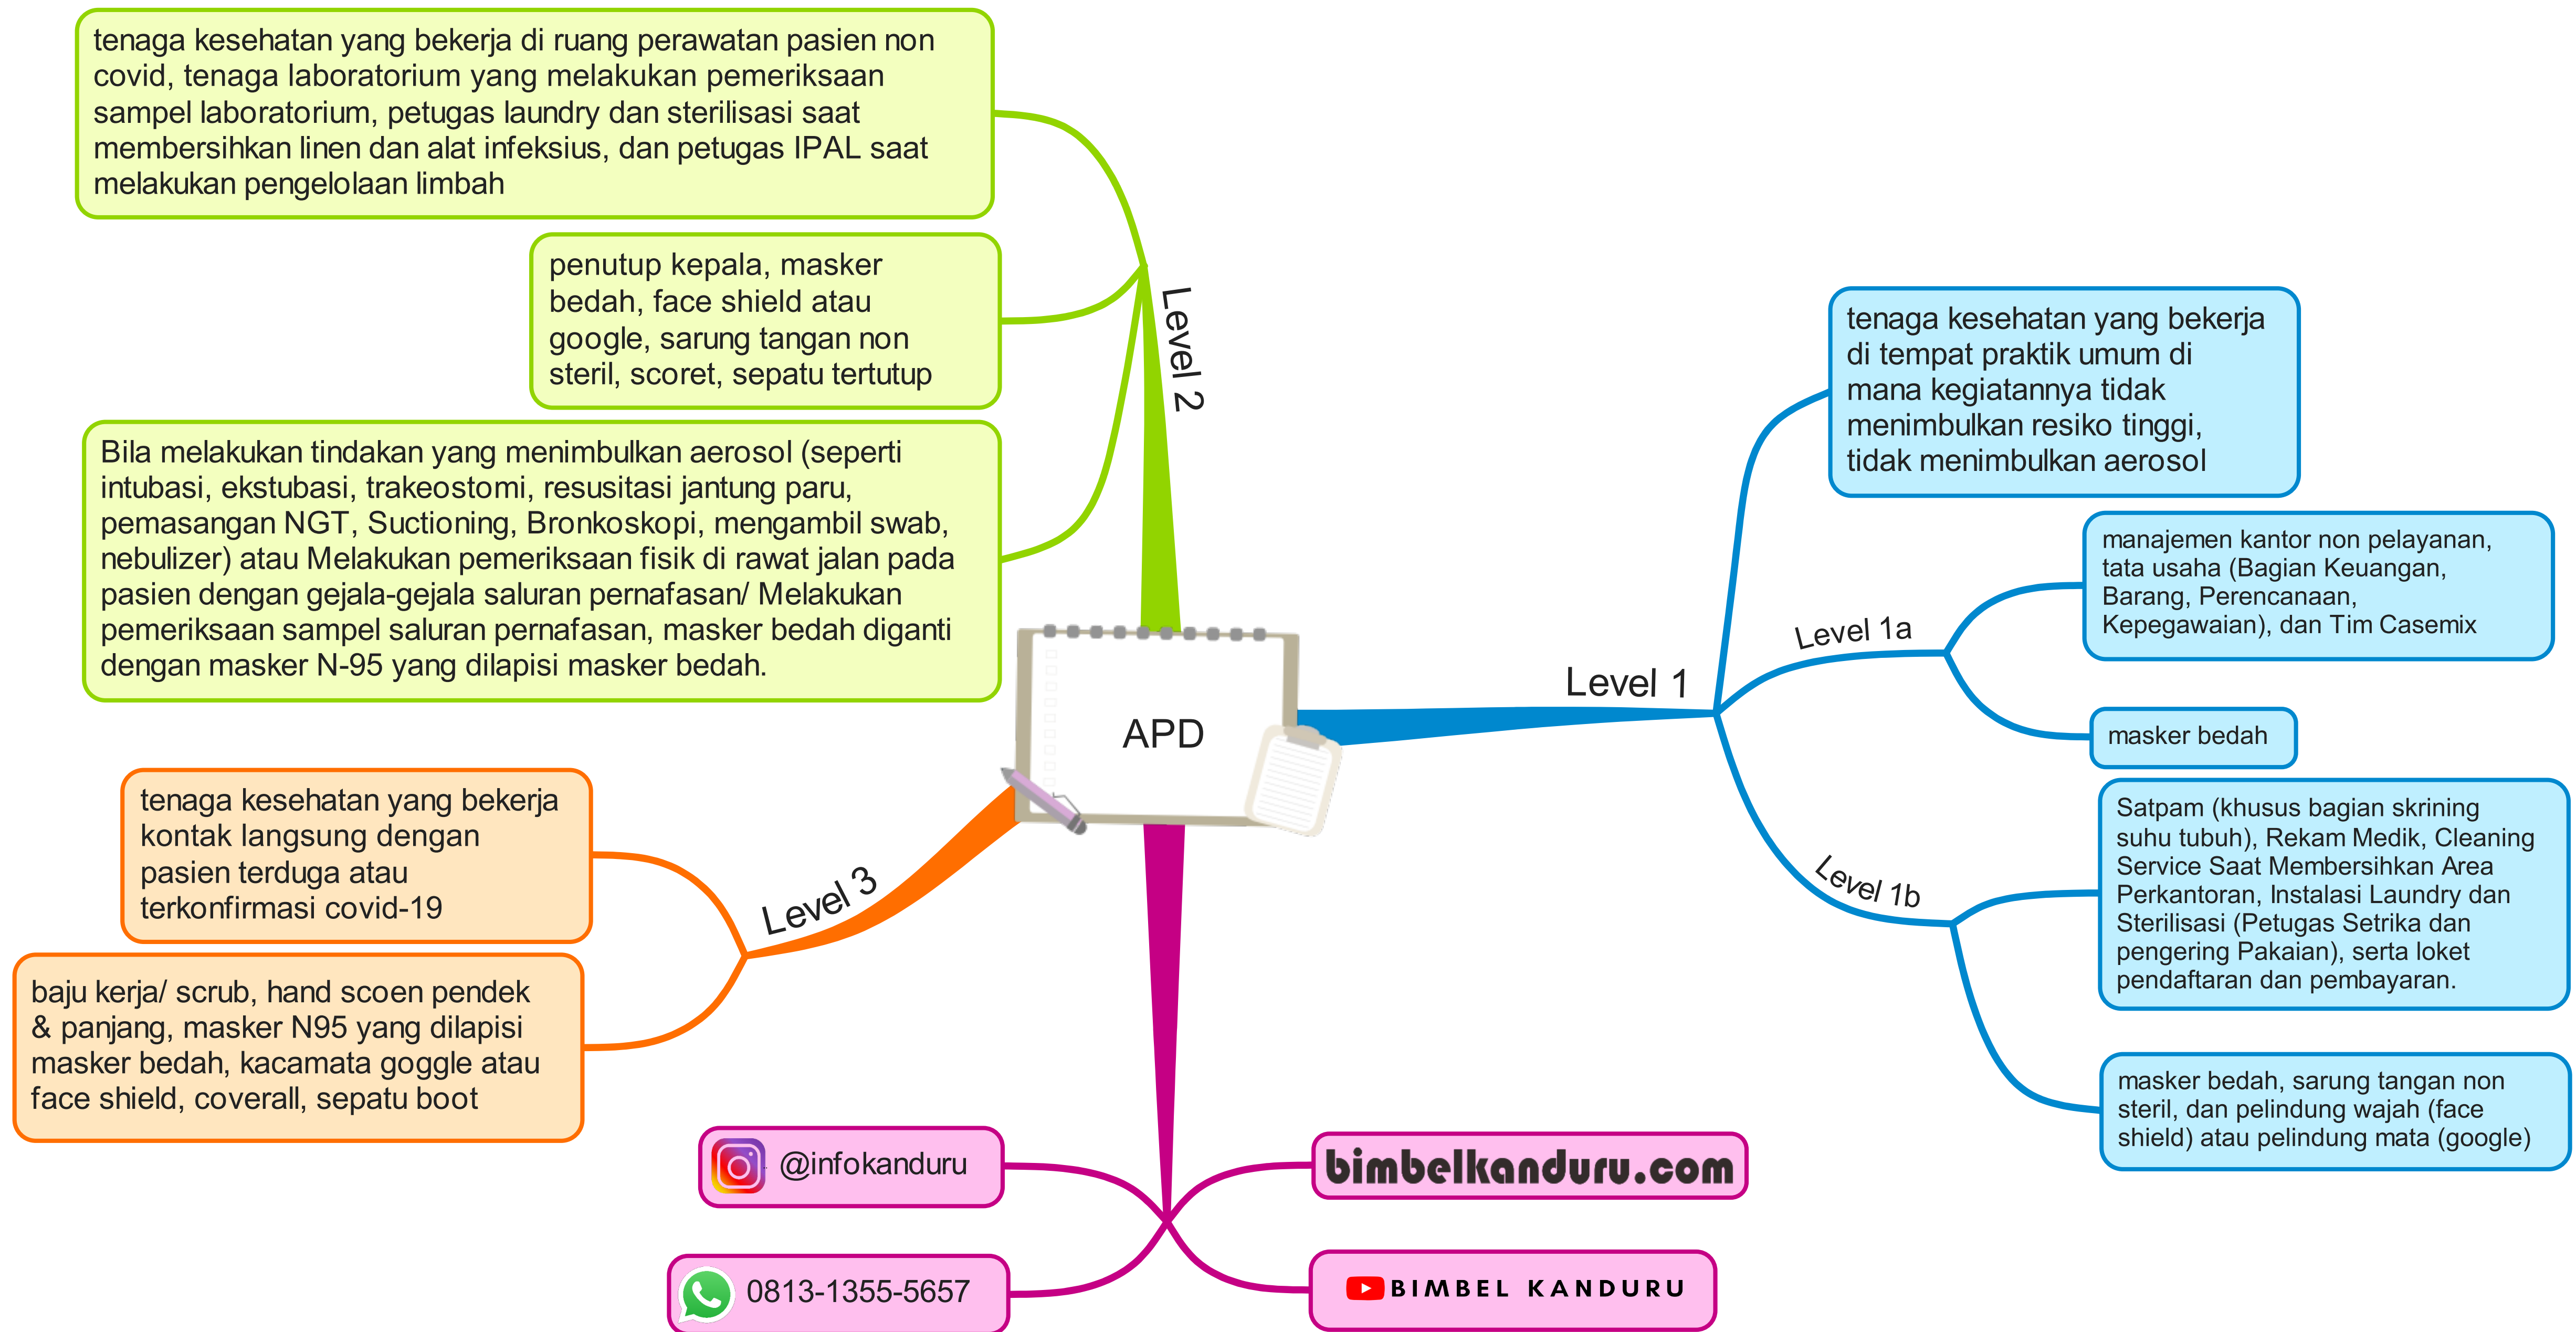 tenaga kesehatan yang bekerja di ruang perawatan pasien non
covid, tenaga laboratorium yang melakukan pemeriksaan
sampel laboratorium, petugas laundry dan sterilisasi saat
membersihkan linen dan alat infeksius, dan petugas IPAL saat
melakukan pengelolaan limbah
penutup kepala, masker
bedah, face shield atau
google, sarung tangan non
steril, scoret, sepatu tertutup
Bila melakukan tindakan yang menimbulkan aerosol (seperti
intubasi, ekstubasi, trakeostomi, resusitasi jantung paru,
pemasangan NGT, Suctioning, Bronkoskopi, mengambil swab,
nebulizer) atau Melakukan pemeriksaan fisik di rawat jalan pada
pasien dengan gejala-gejala saluran pernafasan/ Melakukan
pemeriksaan sampel saluran pernafasan, masker bedah diganti
dengan masker N-95 yang dilapisi masker bedah.
Level 2
APD
Level 1
tenaga kesehatan yang bekerja
di tempat praktik umum di
mana kegiatannya tidak
menimbulkan resiko tinggi,
tidak menimbulkan aerosol
Level 1a
manajemen kantor non pelayanan,
tata usaha (Bagian Keuangan,
Barang, Perencanaan,
Kepegawaian), dan Tim Casemix
masker bedah
Level 1b
Satpam (khusus bagian skrining
suhu tubuh), Rekam Medik, Cleaning
Service Saat Membersihkan Area
Perkantoran, Instalasi Laundry dan
Sterilisasi (Petugas Setrika dan
pengering Pakaian), serta loket
pendaftaran dan pembayaran.
masker bedah, sarung tangan non
steril, dan pelindung wajah (face
shield) atau pelindung mata (google)
Level 3
tenaga kesehatan yang bekerja
kontak langsung dengan
pasien terduga atau
terkonfirmasi covid-19
baju kerja/ scrub, hand scoen pendek
& panjang, masker N95 yang dilapisi
masker bedah, kacamata goggle atau
face shield, coverall, sepatu boot
@infokanduru
bimbelkanduru.com
0813-1355-5657
BIMBEL KANDURU